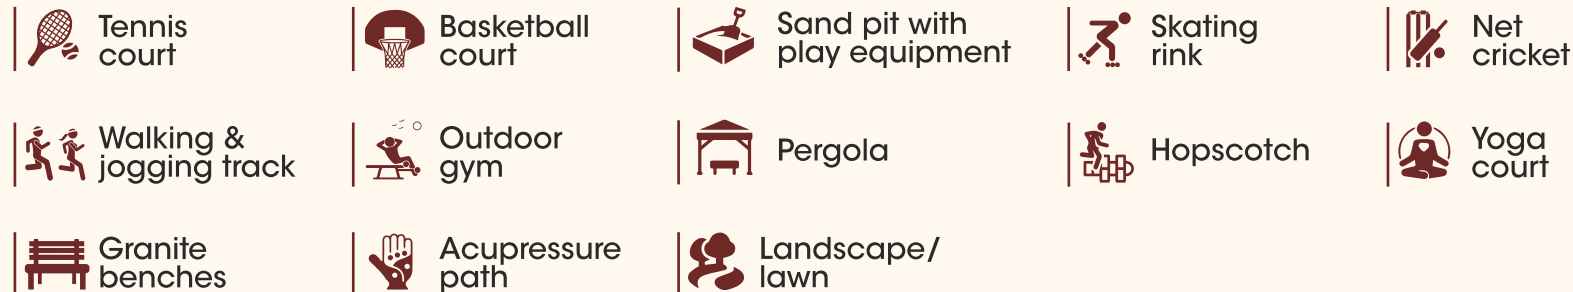 Tennis
court
Basketball
court
Sand pit with
play equipment
Skating
rink
Net
cricket
Walking &
jogging track
Outdoor
gym
Pergola
Hopscotch
Yoga
court
Granite
benches
Acupressure
path
Landscape/
lawn